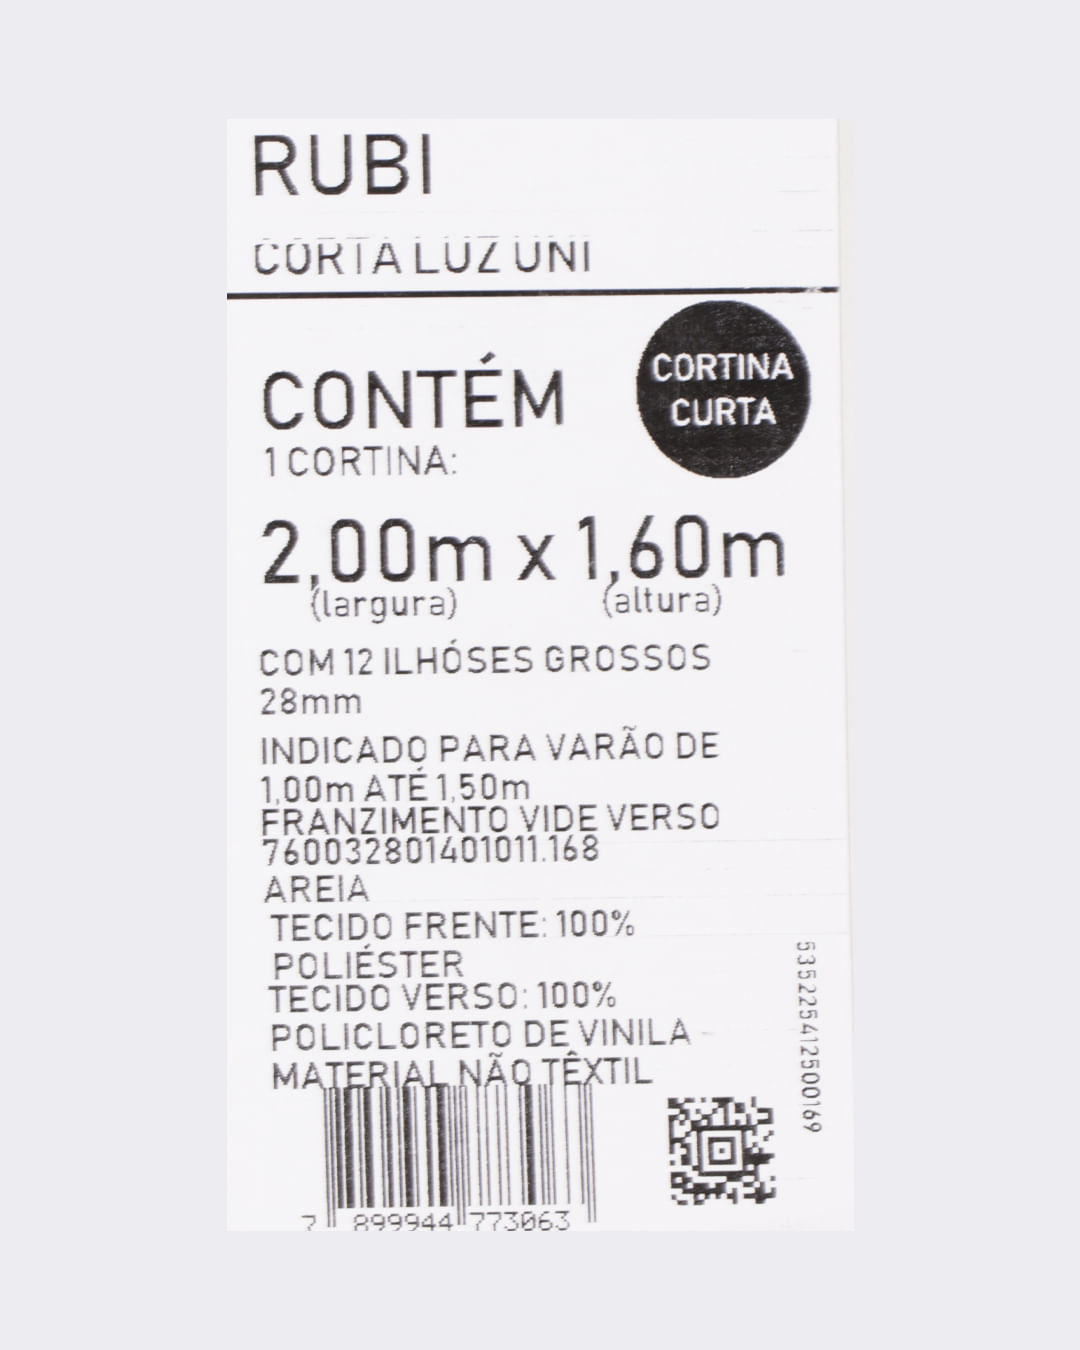 RUBI
CORTA LUZ UNI
CORTINA
CURTA
CONTÉM
1 CORTINA:
2,00m x 1,60m
(largura) (altura)
COM 12 ILHÓSES GROSSOS
28mm
INDICADO PARA VARÃO DE
1,00m ATÉ 1,50m
FRANZIMENTO VIDE VERSO
760032801401011.168
AREIA
TECIDO FRENTE: 100%
POLIÉSTER
TECIDO VERSO: 100%
POLICLORETO DE VINILA -
MATERIAL NÃO TÊXTIL
535225412500169
7 899944 773063